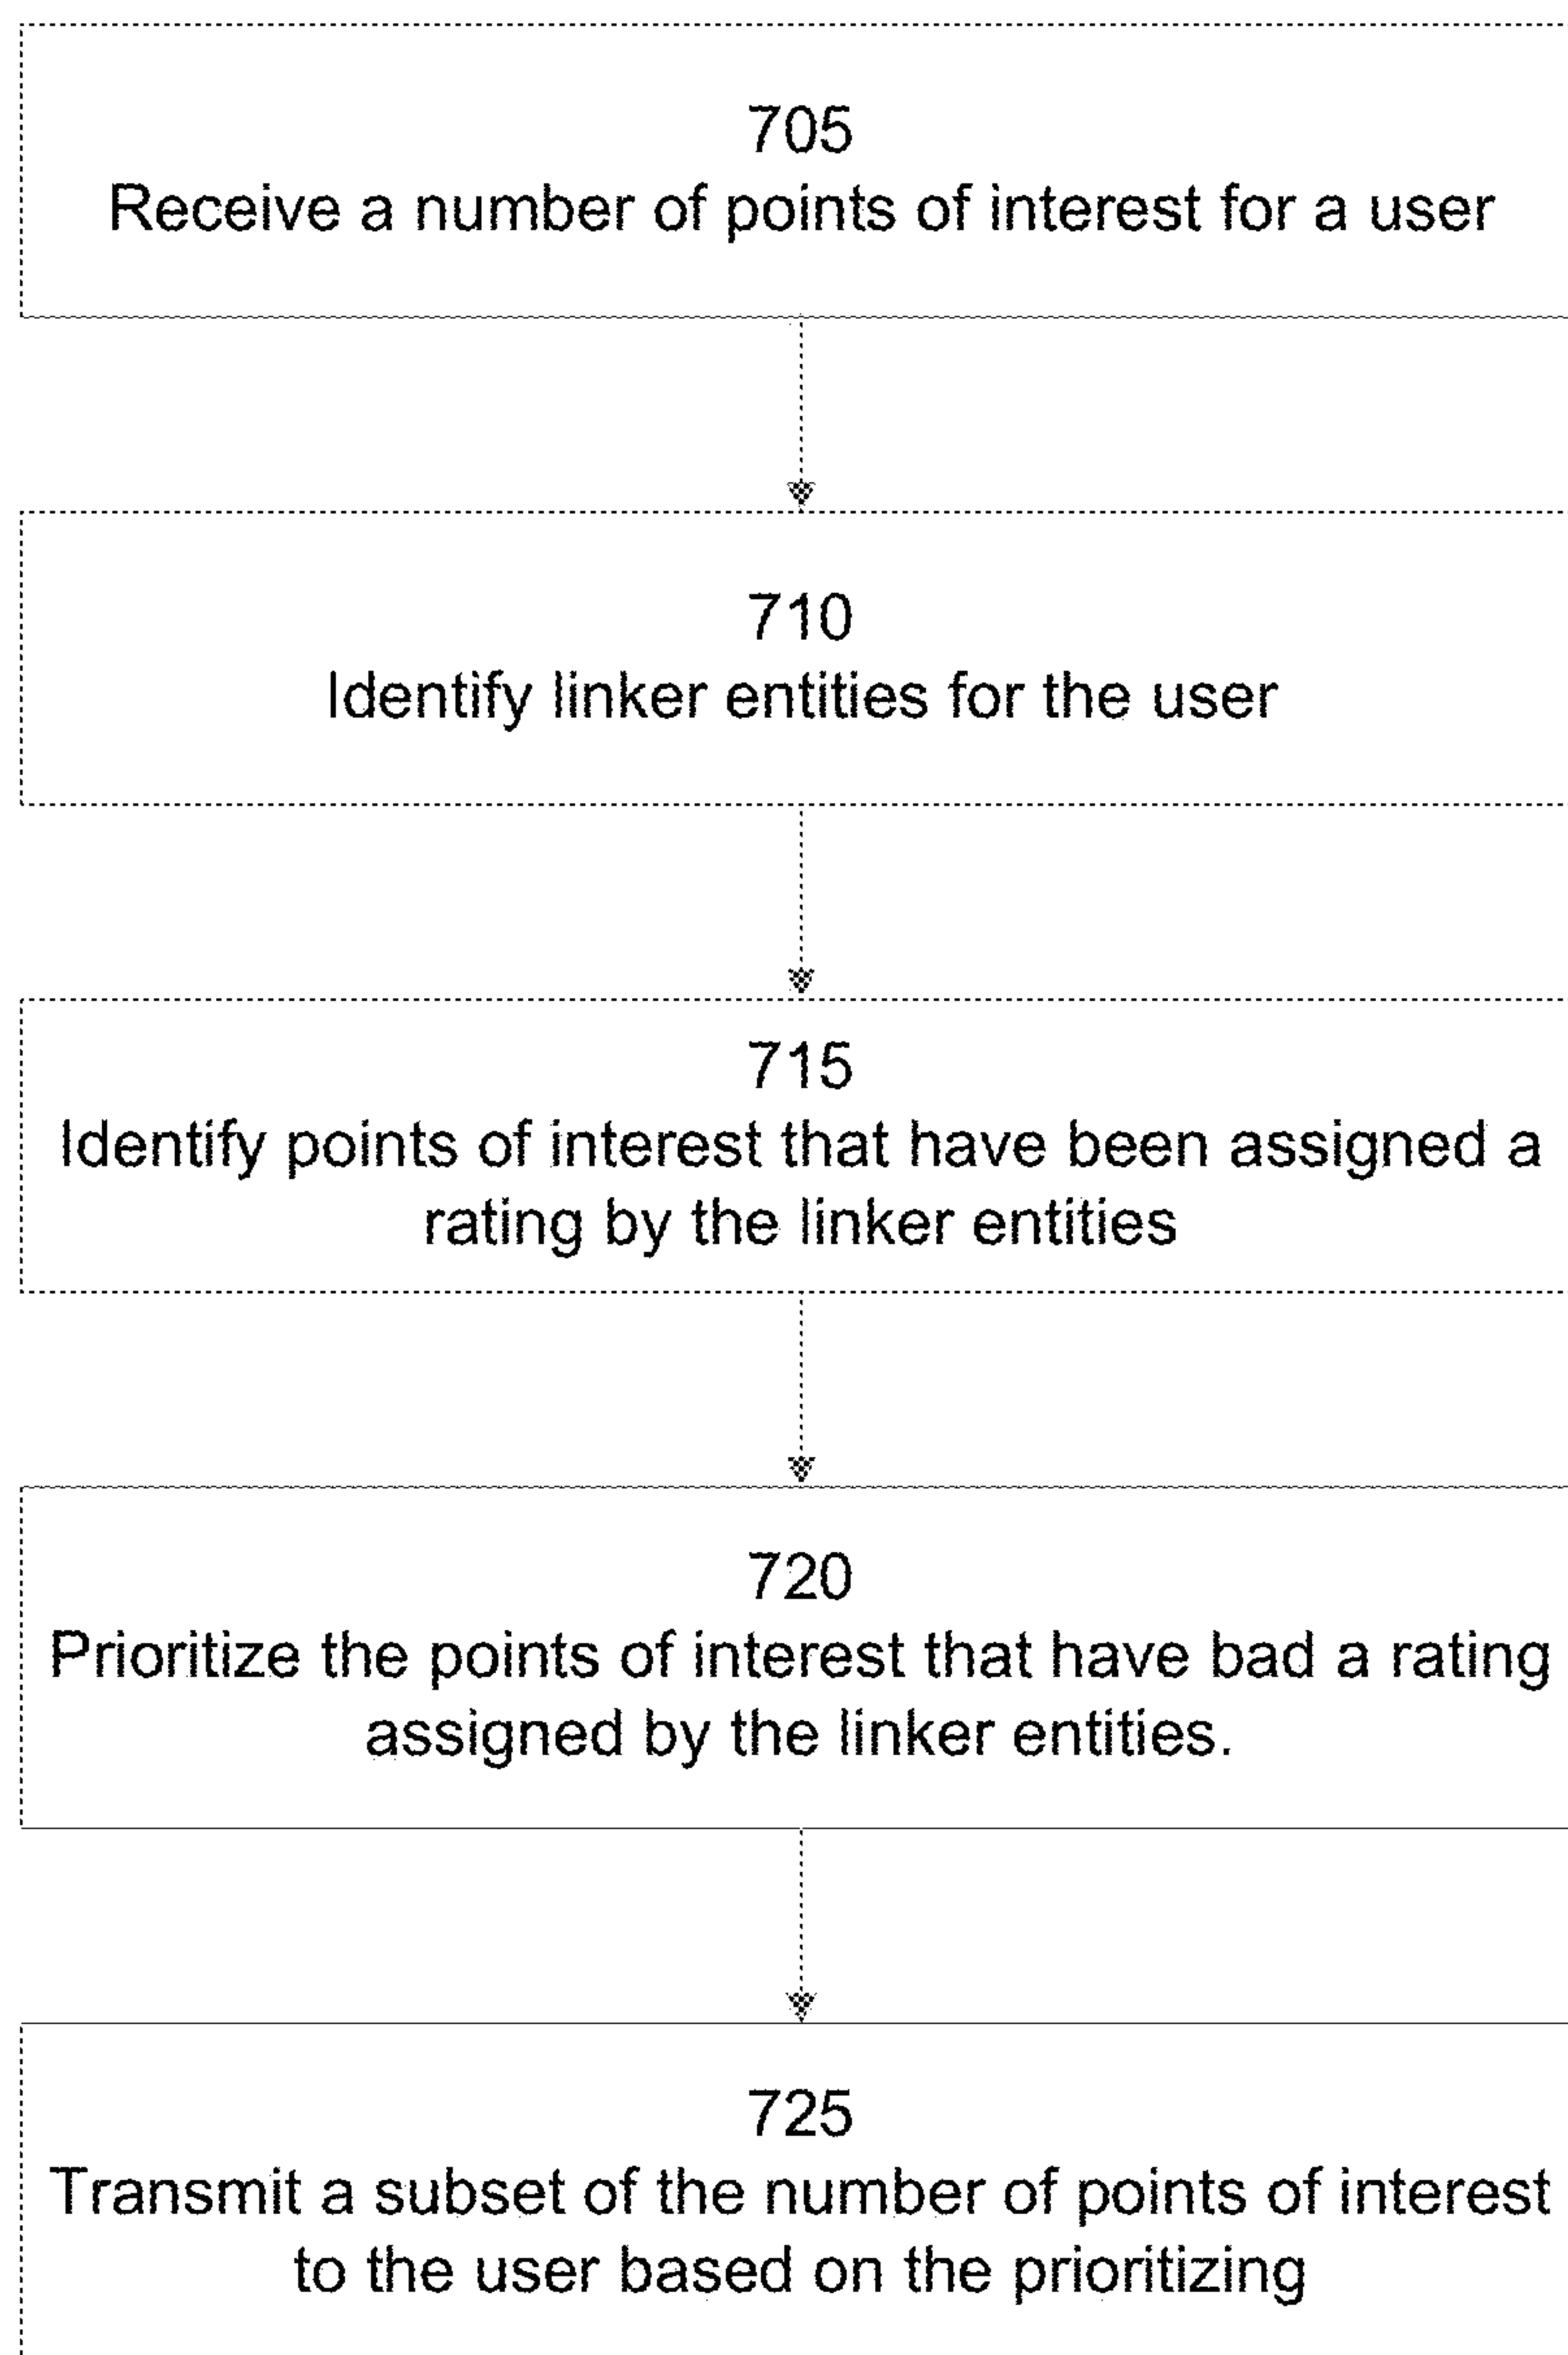 705
Receive a number of points of interest for a user
710
Identify linker entities for the user
715
Identify points of interest that have been assigned a
rating by the linker entities
720
Prioritize the points of interest that have bad a rating
assigned by the linker entities.
725
Transmit a subset of the number of points of interest
to the user based on the prioritizing